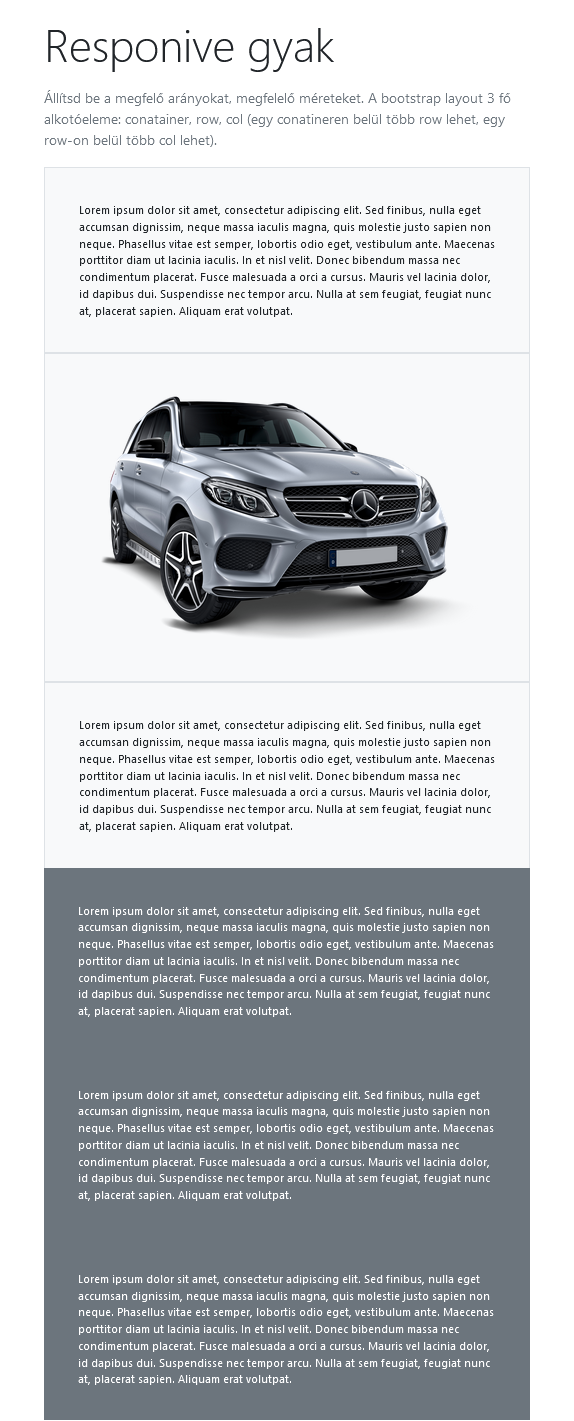 Responive gyak
Állítsd be a megfelő arányokat, megfelelő méreteket. A bootstrap layout 3 fő
alkotóeleme: conatainer, row, col (egy conatineren belül több row lehet, egy
row-on belül több col lehet).
Lorem ipsum dolor sit amet, consectetur adipiscing elit. Sed finibus, nulla eget
accumsan dignissim, neque massa iaculis magna, quis molestie justo sapien non
neque. Phasellus vitae est semper, lobortis odio eget, vestibulum ante. Maecenas
porttitor diam ut lacinia iaculis. In et nisl velit. Donec bibendum massa nec
condimentum placerat. Fusce malesuada a orci a cursus. Mauris vel lacinia dolor,
id dapibus dui. Suspendisse nec tempor arcu. Nulla at sem feugiat, feugiat nunc
at, placerat sapien. Aliquam erat volutpat.
Lorem ipsum dolor sit amet, consectetur adipiscing elit. Sed finibus, nulla eget
accumsan dignissim, neque massa iaculis magna, quis molestie justo sapien non
neque. Phasellus vitae est semper, lobortis odio eget, vestibulum ante. Maecenas
porttitor diam ut lacinia iaculis. In et nisl velit. Donec bibendum massa nec
condimentum placerat. Fusce malesuada a orci a cursus. Mauris vel lacinia dolor,
id dapibus dui. Suspendisse nec tempor arcu. Nulla at sem feugiat, feugiat nunc
at, placerat sapien. Aliquam erat volutpat.
Lorem ipsum dolor sit amet, consectetur adipiscing elit. Sed finibus, nulla eget
accumsan dignissim, neque massa iaculis magna, quis molestie justo sapien non
neque. Phasellus vitae est semper, lobortis odio eget, vestibulum ante. Maecenas
porttitor diam ut lacinia iaculis. In et nisl velit. Donec bibendum massa nec
condimentum placerat. Fusce malesuada a orci a cursus. Mauris vel lacinia dolor,
id dapibus dui. Suspendisse nec tempor arcu. Nulla at sem feugiat, feugiat nunc
at, placerat sapien. Aliquam erat volutpat.
Lorem ipsum dolor sit amet, consectetur adipiscing elit. Sed finibus, nulla eget
accumsan dignissim, neque massa iaculis magna, quis molestie justo sapien non
neque. Phasellus vitae est semper, lobortis odio eget, vestibulum ante. Maecenas
porttitor diam ut lacinia iaculis. In et nisl velit. Donec bibendum massa nec
condimentum placerat. Fusce malesuada a orci a cursus. Mauris vel lacinia dolor,
id dapibus dui. Suspendisse nec tempor arcu. Nulla at sem feugiat, feugiat nunc
at, placerat sapien. Aliquam erat volutpat.
Lorem ipsum dolor sit amet, consectetur adipiscing elit. Sed finibus, nulla eget
accumsan dignissim, neque massa iaculis magna, quis molestie justo sapien non
neque. Phasellus vitae est semper, lobortis odio eget, vestibulum ante. Maecenas
porttitor diam ut lacinia iaculis. In et nisl velit. Donec bibendum massa nec
condimentum placerat. Fusce malesuada a orci a cursus. Mauris vel lacinia dolor,
id dapibus dui. Suspendisse nec tempor arcu. Nulla at sem feugiat, feugiat nunc
at, placerat sapien. Aliquam erat volutpat.